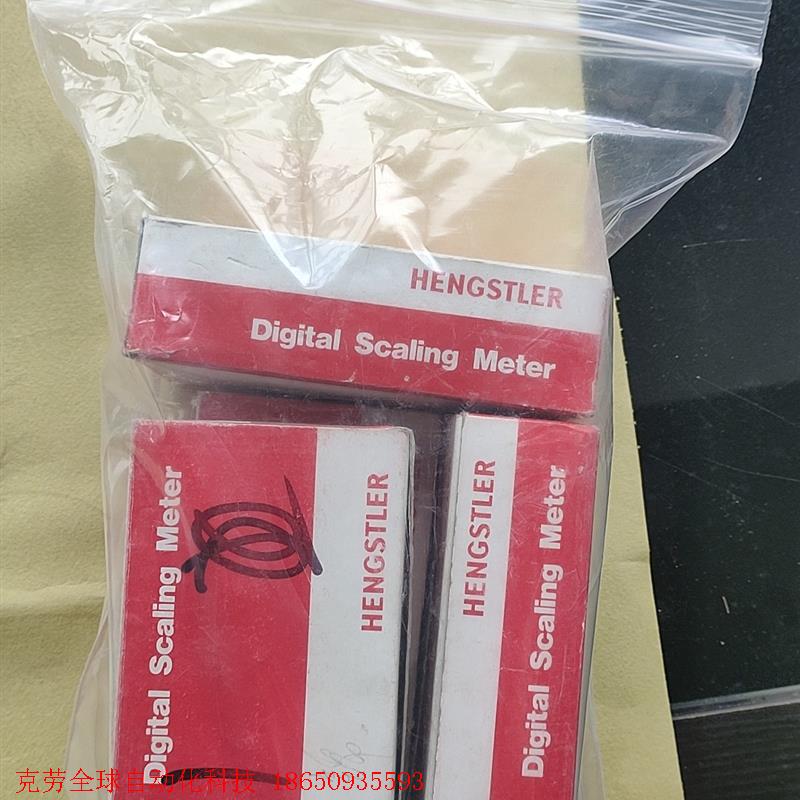 HENGSTLER
Digital Scaling Meter
Digital Scaling Meter
HENGSTLER
HENGSTLER
Digital Scaling Meter
克劳全球自动化科技 18650935593